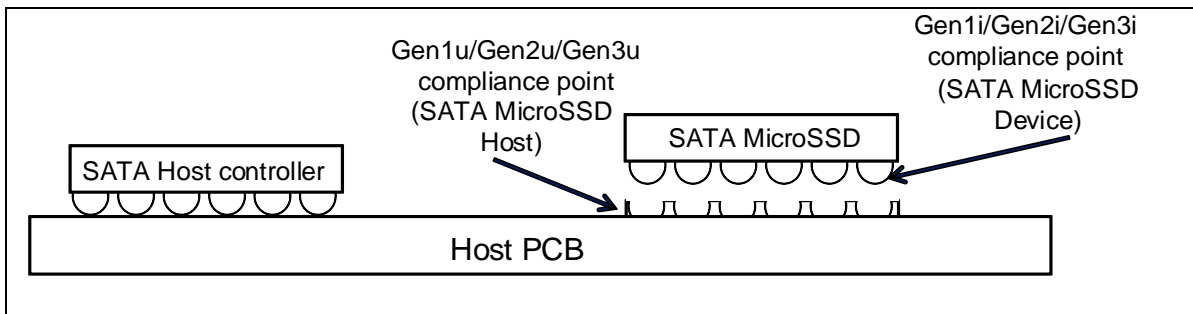 Gen1u/Gen2u/Gen3u
compliance point
(SATA MicroSSD
Host)
Gen1i/Gen2i/Gen3i
compliance point
(SATA MicroSSD
Device)
SATA Host controller
SATA MicroSSD
Host PCB